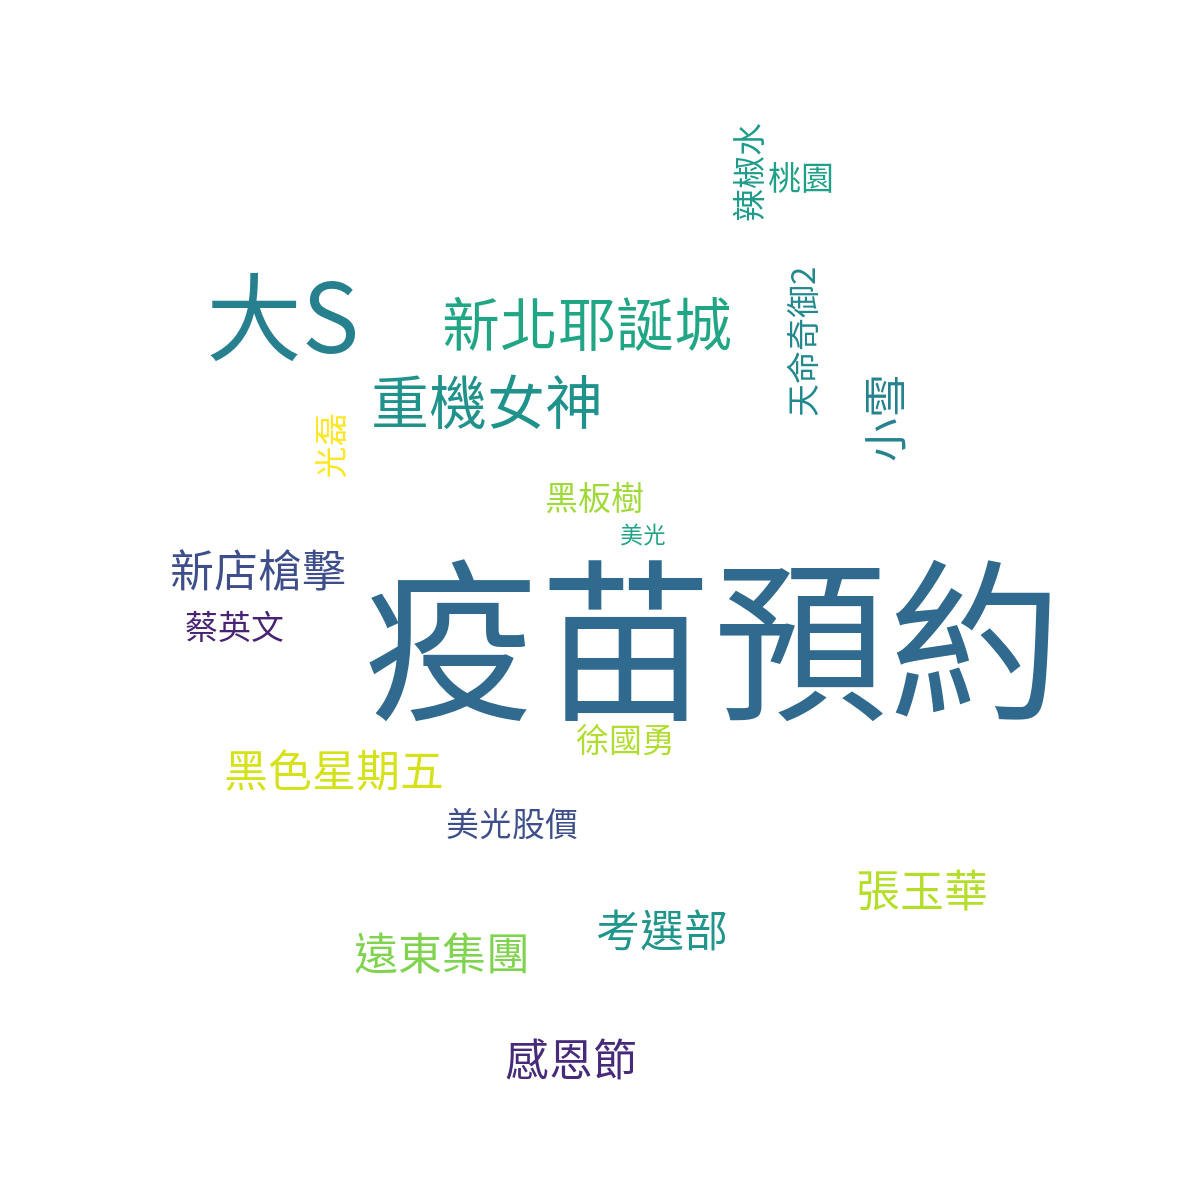 辣椒水
桃園
大S
新北耶誕城
天命奇御2
重機女神
小雪
光磊
黑板樹
美光
新店槍擊
疫苗預約
蔡英文
徐國勇
黑色星期五
美光股價
張玉華
考選部
遠東集團
感恩節